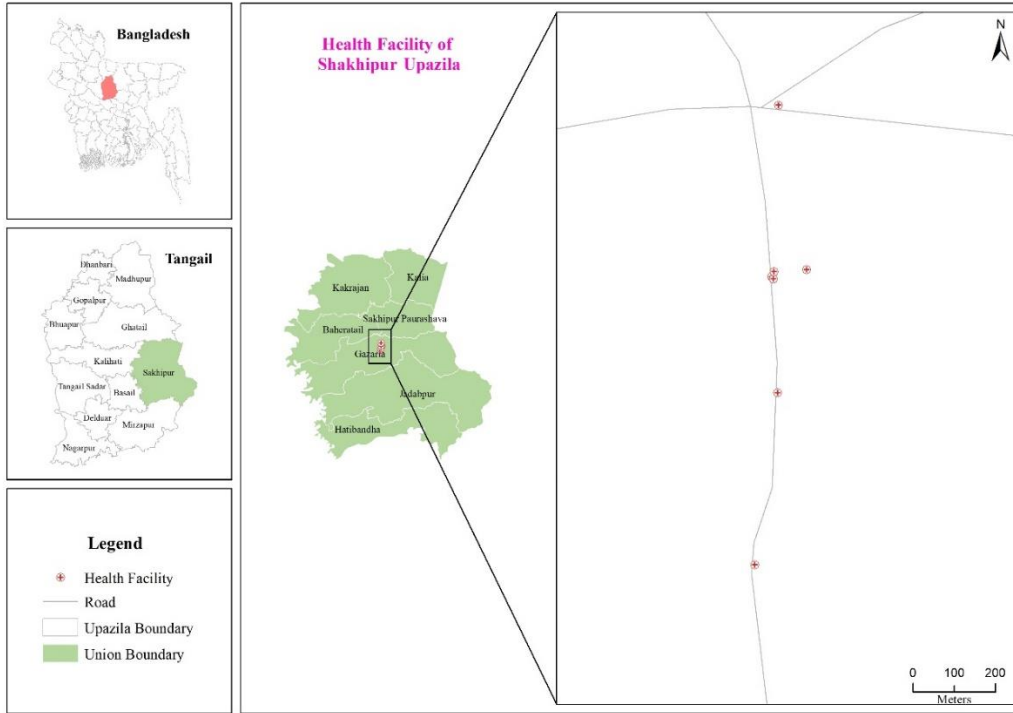 Bangladesh
Tangail
Dhanbari
Madhupur
Gopalpur
Bhuapur
Ghatail
Kalihati
Sakhipur
Tangail Sadar
Basail
Delduar
Mirzapur
Nagarpur
Legend
Health Facility
Road
Upazila Boundary
Union Boundary
Health Facility of
Shakhipur Upazila
Kakrajan
Kalia
Sakhipur Paurashava
Baheratail
Gazaria
Jadabpur
Hatibandha
N
0 100 200
Meters